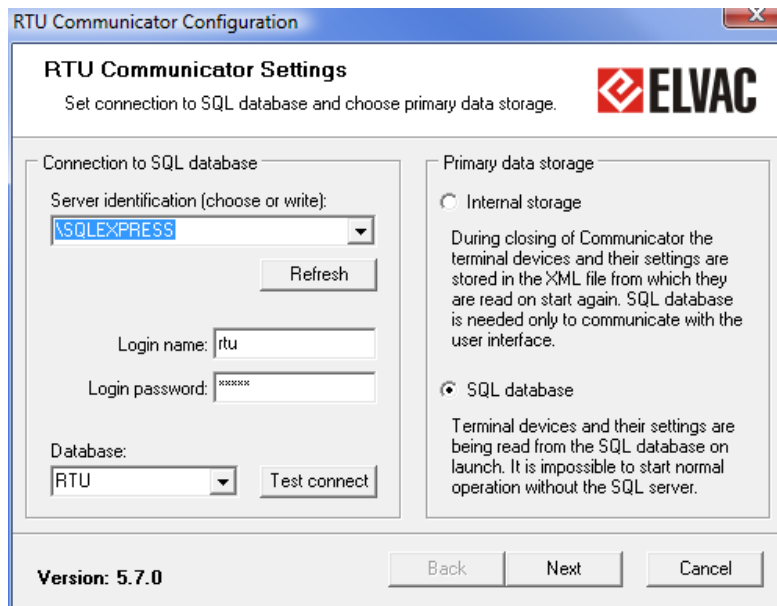 RTU Communicator Configuration
RTU Communicator Settings
Set connection to SQL database and choose primary data storage.
ELVAC
Connection to SQL database
Server identification (choose or write):
\SQLEXPRESS
Refresh
Login name:
rtu
Login password:
*****
Database:
RTU
Test connect
Primary data storage
Internal storage
During closing of Communicator the
terminal devices and their settings are
stored in the XML file from which they
are read on start again. SQL database
is needed only to communicate with the
user interface.
SQL database
Terminal devices and their settings are
being read from the SQL database on
launch. It is impossible to start normal
operation without the SQL server.
Version: 5.7.0
Back
Next
Cancel